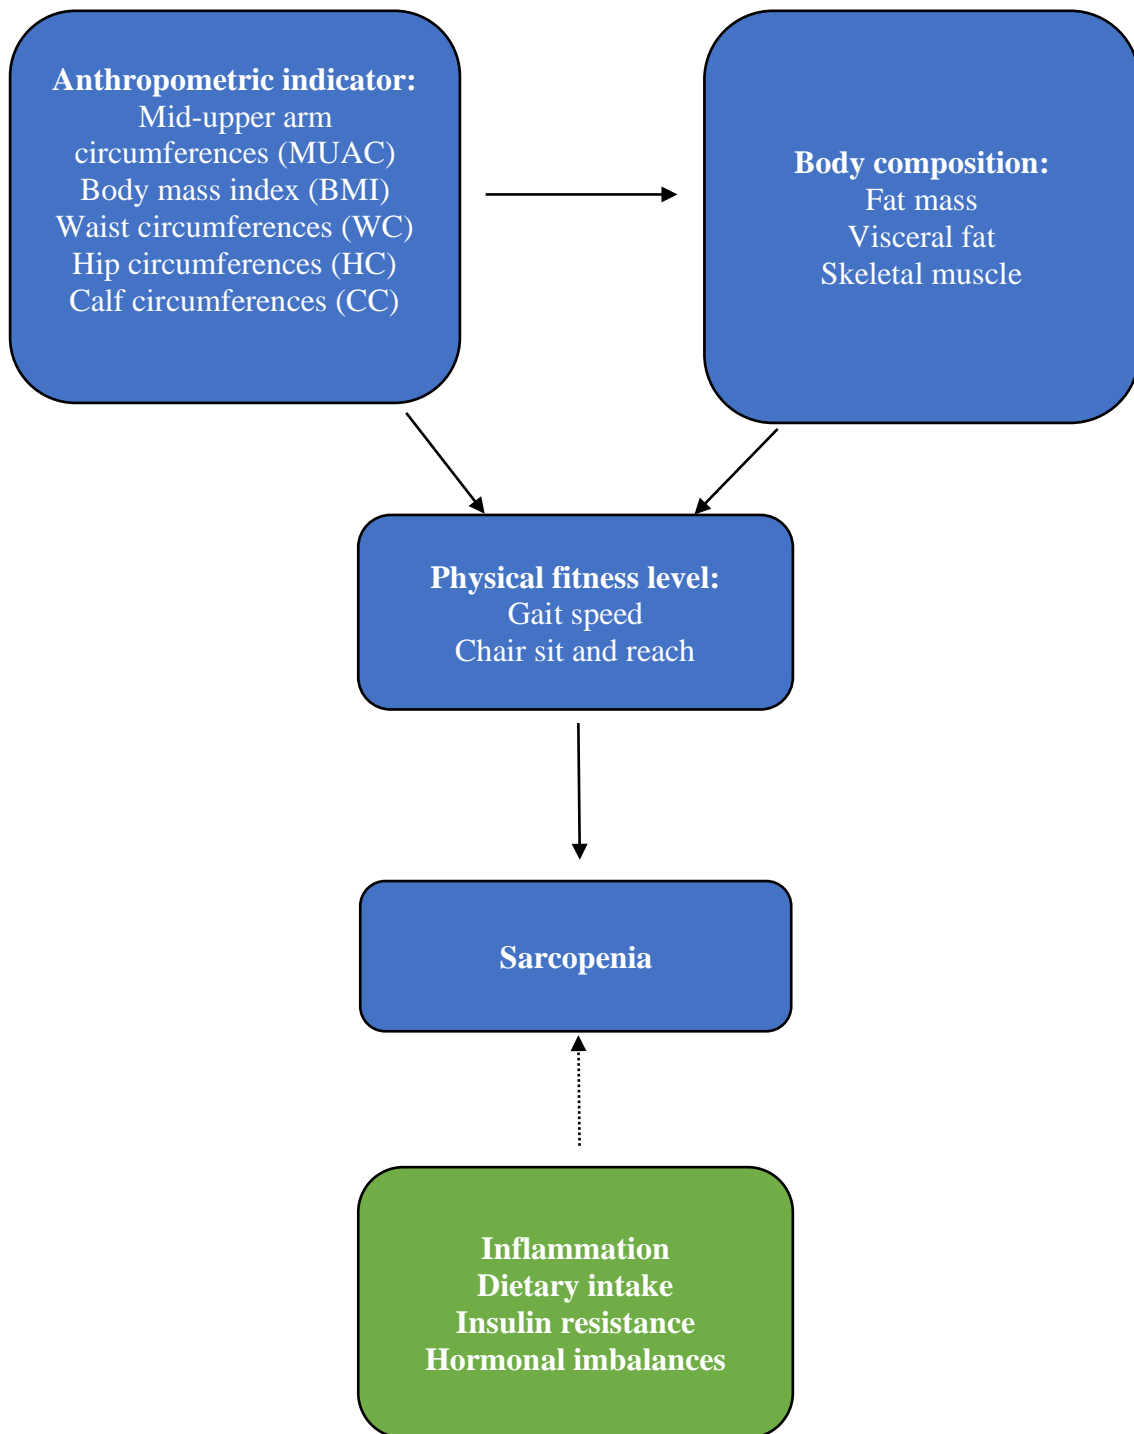 Anthropometric indicator:
Mid-upper arm
circumferences (MUAC)
Body mass index (BMI)
Waist circumferences (WC)
Hip circumferences (HC)
Calf circumferences (CC)
Body composition:
Fat mass
Visceral fat
Skeletal muscle
Physical fitness level:
Gait speed
Chair sit and reach
Sarcopenia
Inflammation
Dietary intake
Insulin resistance
Hormonal imbalances